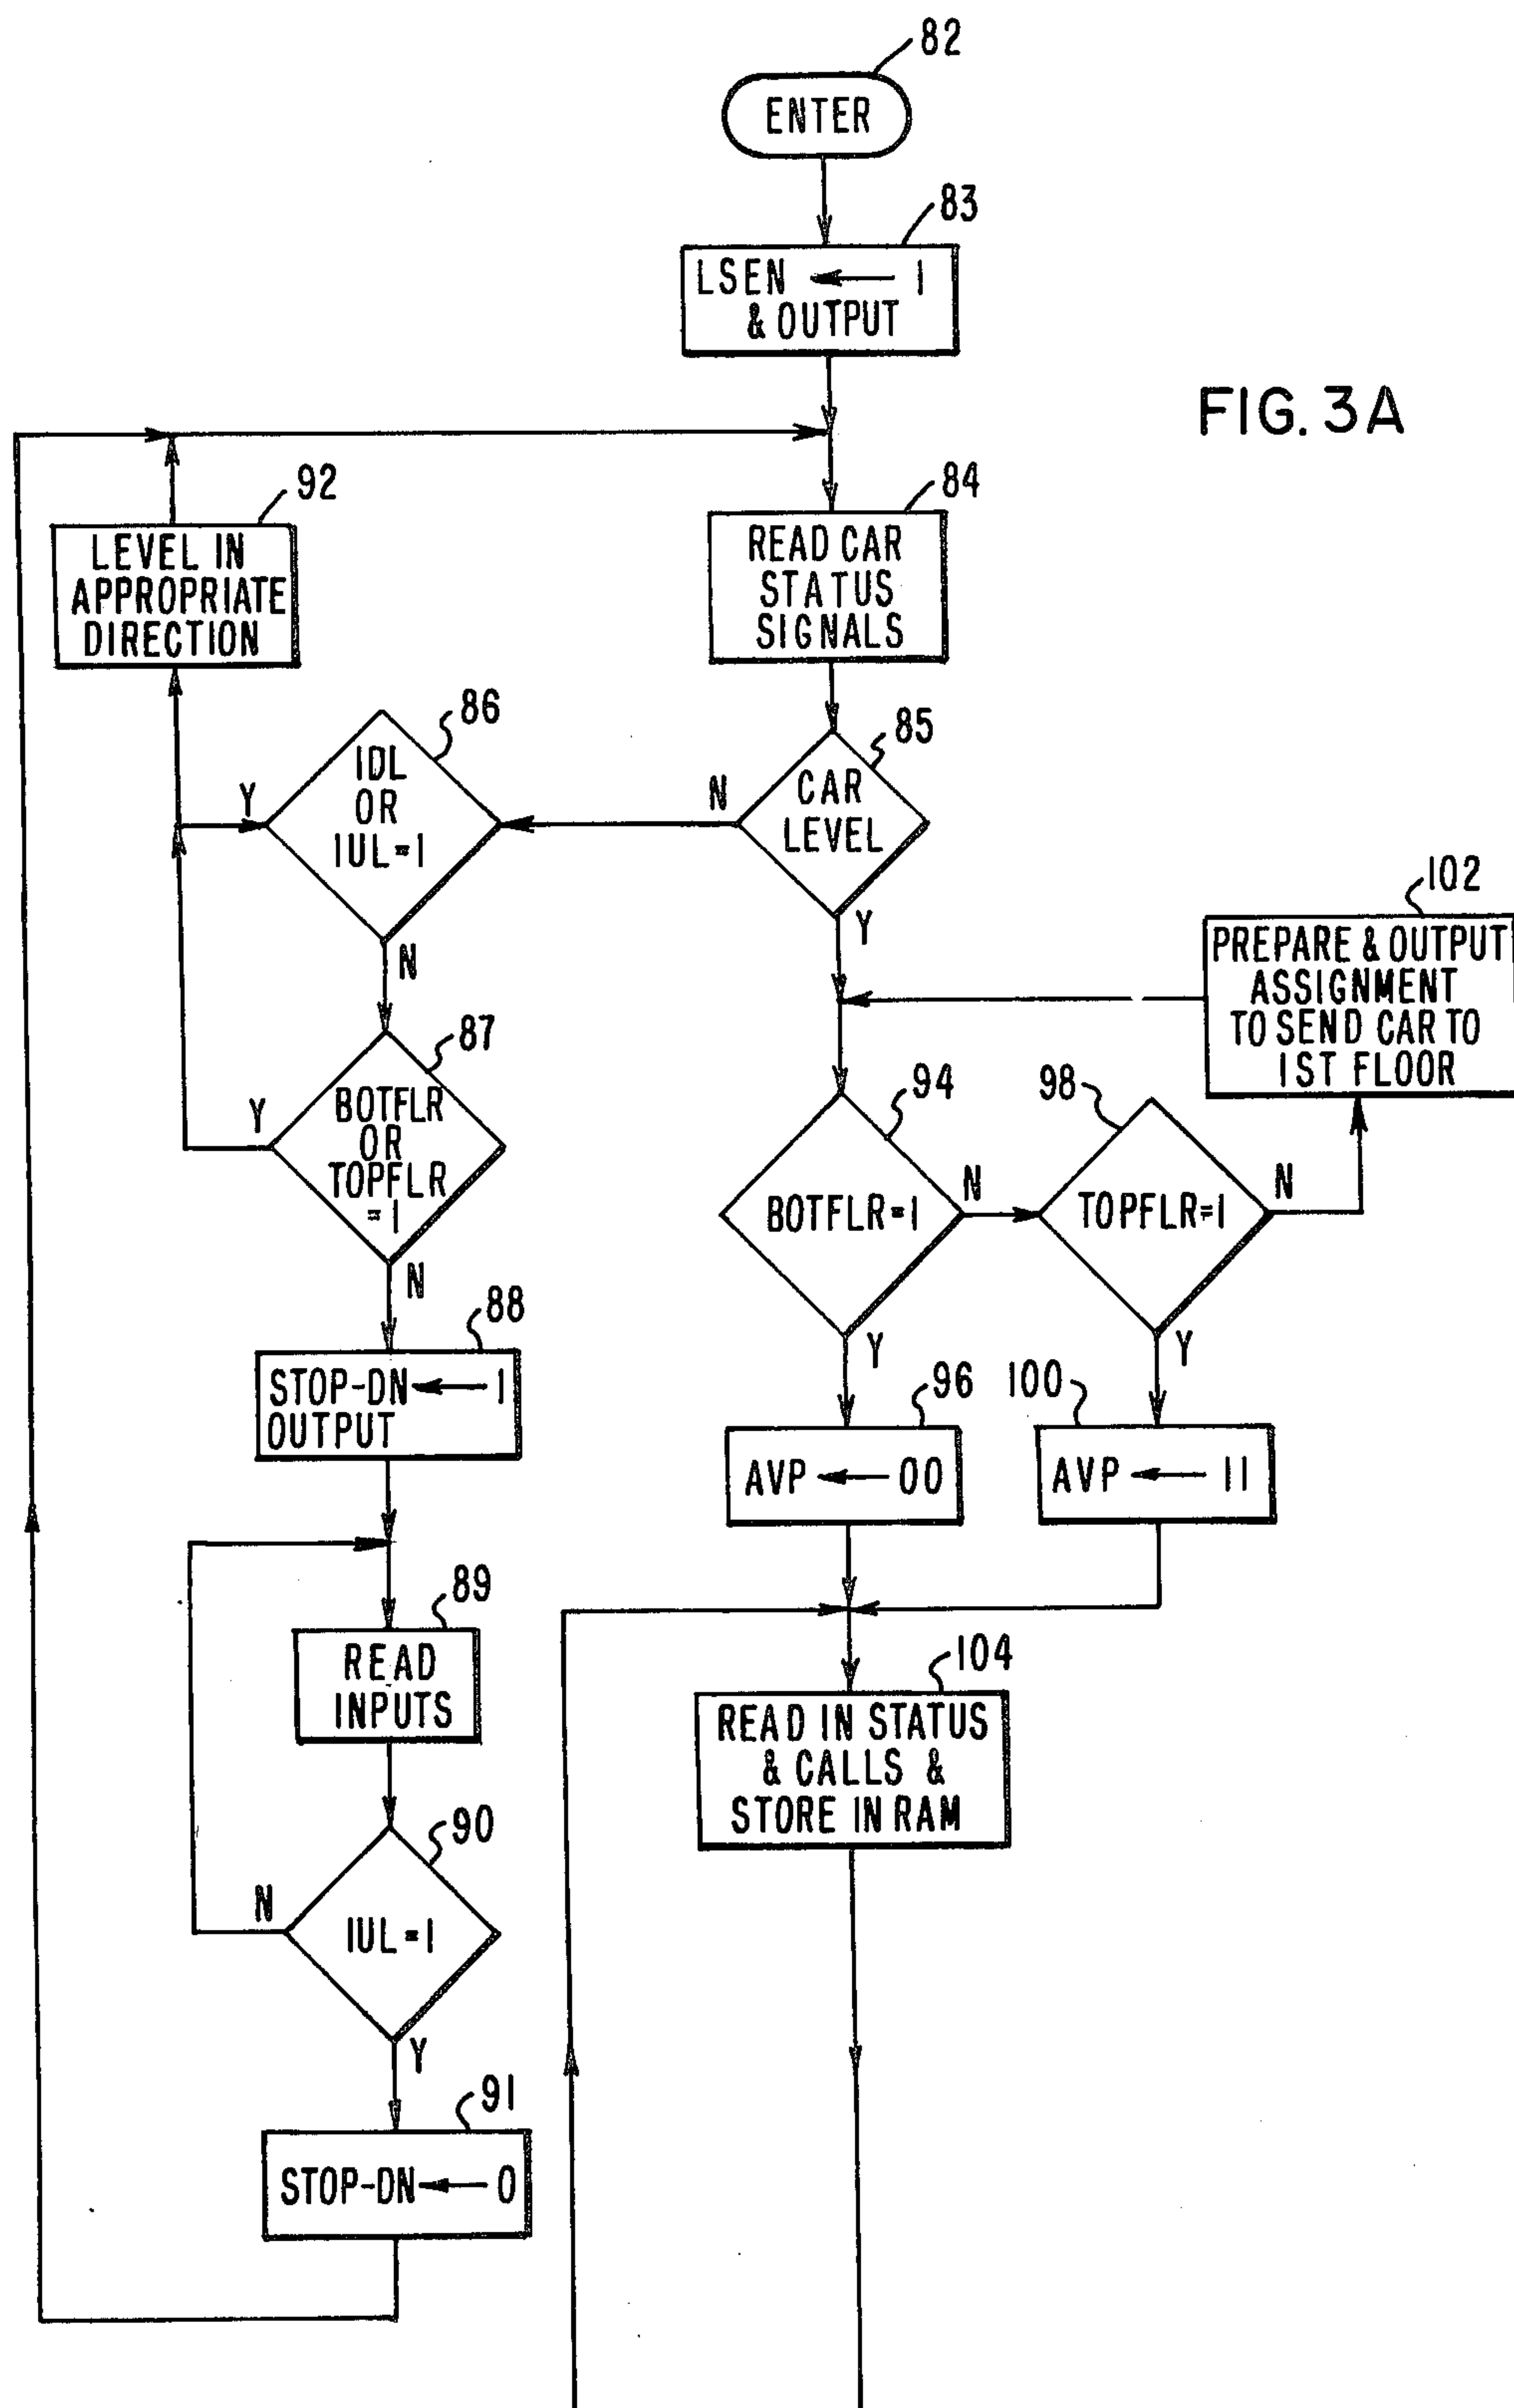 82
ENTER
83
LSEN ← 1
& OUTPUT
FIG. 3A
92
LEVEL IN
APPROPRIATE
DIRECTION
84
READ CAR
STATUS
SIGNALS
86
IDL
OR
IUL=1
Y
N
85
CAR
LEVEL
N
Y
102
PREPARE & OUTPUT
ASSIGNMENT
TO SEND CAR TO
1ST FLOOR
87
BOTFLR
OR
TOPFLR
=1
Y
N
94
BOTFLR=1
N
Y
98
TOPFLR=1
N
Y
88
STOP-DN ← 1
OUTPUT
96
AVP ← 00
100
AVP ← 11
89
READ
INPUTS
104
READ IN STATUS
& CALLS &
STORE IN RAM
90
IUL=1
N
Y
91
STOP-DN ← 0